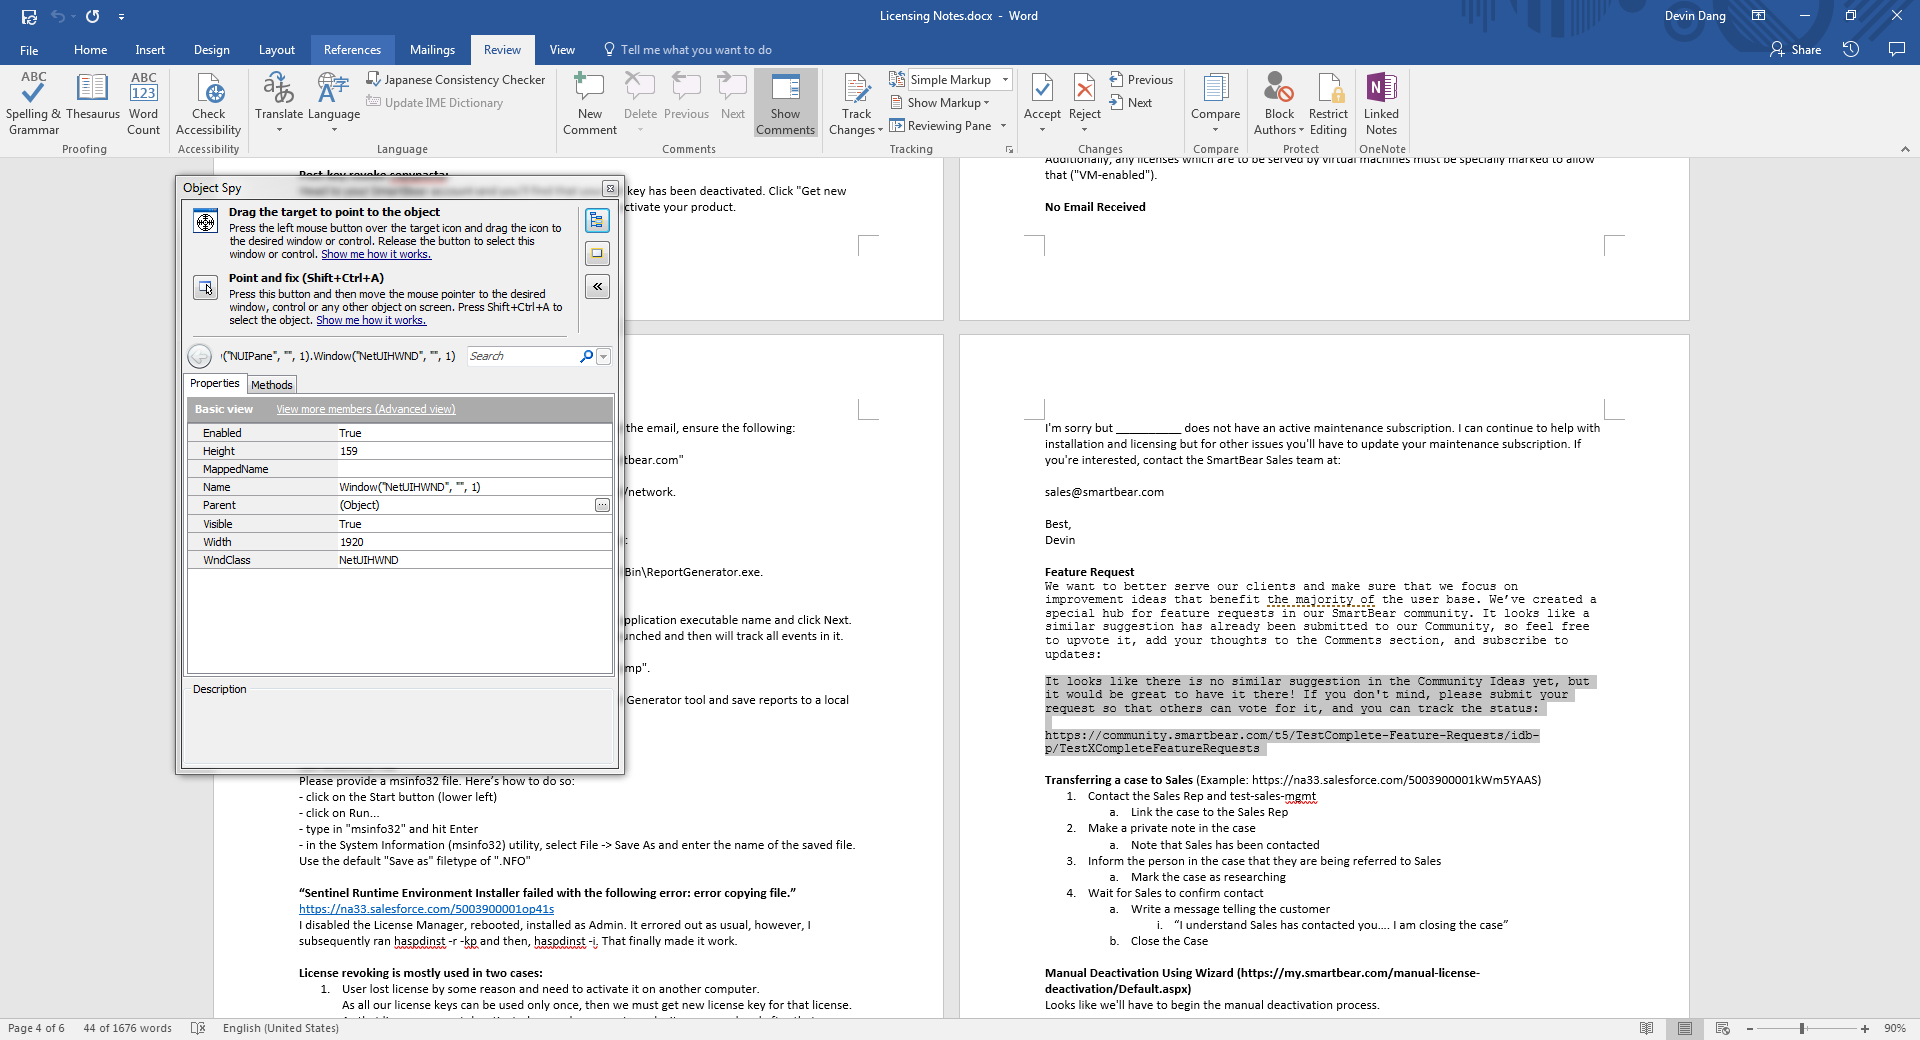 Licensing Notes.docx - Word
Devin Dang
File
Home
Insert
Design
Layout
References
Mailings
Review
View
Tell me what you want to do
Share
ABC
Spelling &
Grammar
Thesaurus
ABC
123
Word
Count
Proofing
Check
Accessibility
Accessibility
Translate
Language
Japanese Consistency Checker
Update IME Dictionary
Language
New
Comment
Delete
Previous
Next
Show
Comments
Comments
Track
Changes
Simple Markup
Show Markup
Reviewing Pane
Tracking
Accept
Reject
Previous
Next
Changes
Compare
Compare
Block
Authors
Restrict
Editing
Protect
Linked
Notes
OneNote
key has been deactivated. Click "Get new
ctivate your product.
Additionally, any licenses which are to be served by virtual machines must be specially marked to allow
that ("VM-enabled").
No Email Received
Object Spy
Drag the target to point to the object
Press the left mouse button over the target icon and drag the icon to
the desired window or control. Release the button to select this
window or control. Show me how it works.
Point and fix (Shift+Ctrl+A)
Press this button and then move the mouse pointer to the desired
window, control or any other object on screen. Press Shift+Ctrl+A to
select the object. Show me how it works.
("NUIPane", "", 1).Window("NetUIHWND", "", 1)
Search
Properties
Methods
Basic view
View more members (Advanced view)
Enabled True
Height 159
MappedName
Name Window("NetUIHWND", "", 1)
Parent (Object)
Visible True
Width 1920
WndClass NetUIHWND
Description
the email, ensure the following:
tbear.com"
/network.
:
Bin\ReportGenerator.exe.
pplication executable name and click Next.
unched and then will track all events in it.
mp".
Generator tool and save reports to a local
Please provide a msinfo32 file. Here’s how to do so:
- click on the Start button (lower left)
- click on Run...
- type in "msinfo32" and hit Enter
- in the System Information (msinfo32) utility, select File -> Save As and enter the name of the saved file.
Use the default "Save as" filetype of ".NFO"
“Sentinel Runtime Environment Installer failed with the following error: error copying file.”
https://na33.salesforce.com/5003900001op41s
I disabled the License Manager, rebooted, installed as Admin. It errored out as usual, however, I
subsequently ran haspdinst -r -kp and then, haspdinst -i. That finally made it work.
License revoking is mostly used in two cases:
1. User lost license by some reason and need to activate it on another computer.
As all our license keys can be used only once, then we must get new license key for that license.
I'm sorry but __________ does not have an active maintenance subscription. I can continue to help with
installation and licensing but for other issues you'll have to update your maintenance subscription. If
you're interested, contact the SmartBear Sales team at:
sales@smartbear.com
Best,
Devin
Feature Request
We want to better serve our clients and make sure that we focus on
improvement ideas that benefit the majority of the user base. We’ve created a
special hub for feature requests in our SmartBear community. It looks like a
similar suggestion has already been submitted to our Community, so feel free
to upvote it, add your thoughts to the Comments section, and subscribe to
updates:
It looks like there is no similar suggestion in the Community Ideas yet, but
it would be great to have it there! If you don't mind, please submit your
request so that others can vote for it, and you can track the status:
https://community.smartbear.com/t5/TestComplete-Feature-Requests/idb-
p/TestXCompleteFeatureRequests
Transferring a case to Sales (Example: https://na33.salesforce.com/5003900001kWm5YAAS)
1. Contact the Sales Rep and test-sales-mgmt
a. Link the case to the Sales Rep
2. Make a private note in the case
a. Note that Sales has been contacted
3. Inform the person in the case that they are being referred to Sales
a. Mark the case as researching
4. Wait for Sales to confirm contact
a. Write a message telling the customer
i. “I understand Sales has contacted you.... I am closing the case”
b. Close the Case
Manual Deactivation Using Wizard (https://my.smartbear.com/manual-license-
deactivation/Default.aspx)
Looks like we'll have to begin the manual deactivation process.
Page 4 of 6
44 of 1676 words
English (United States)
90%